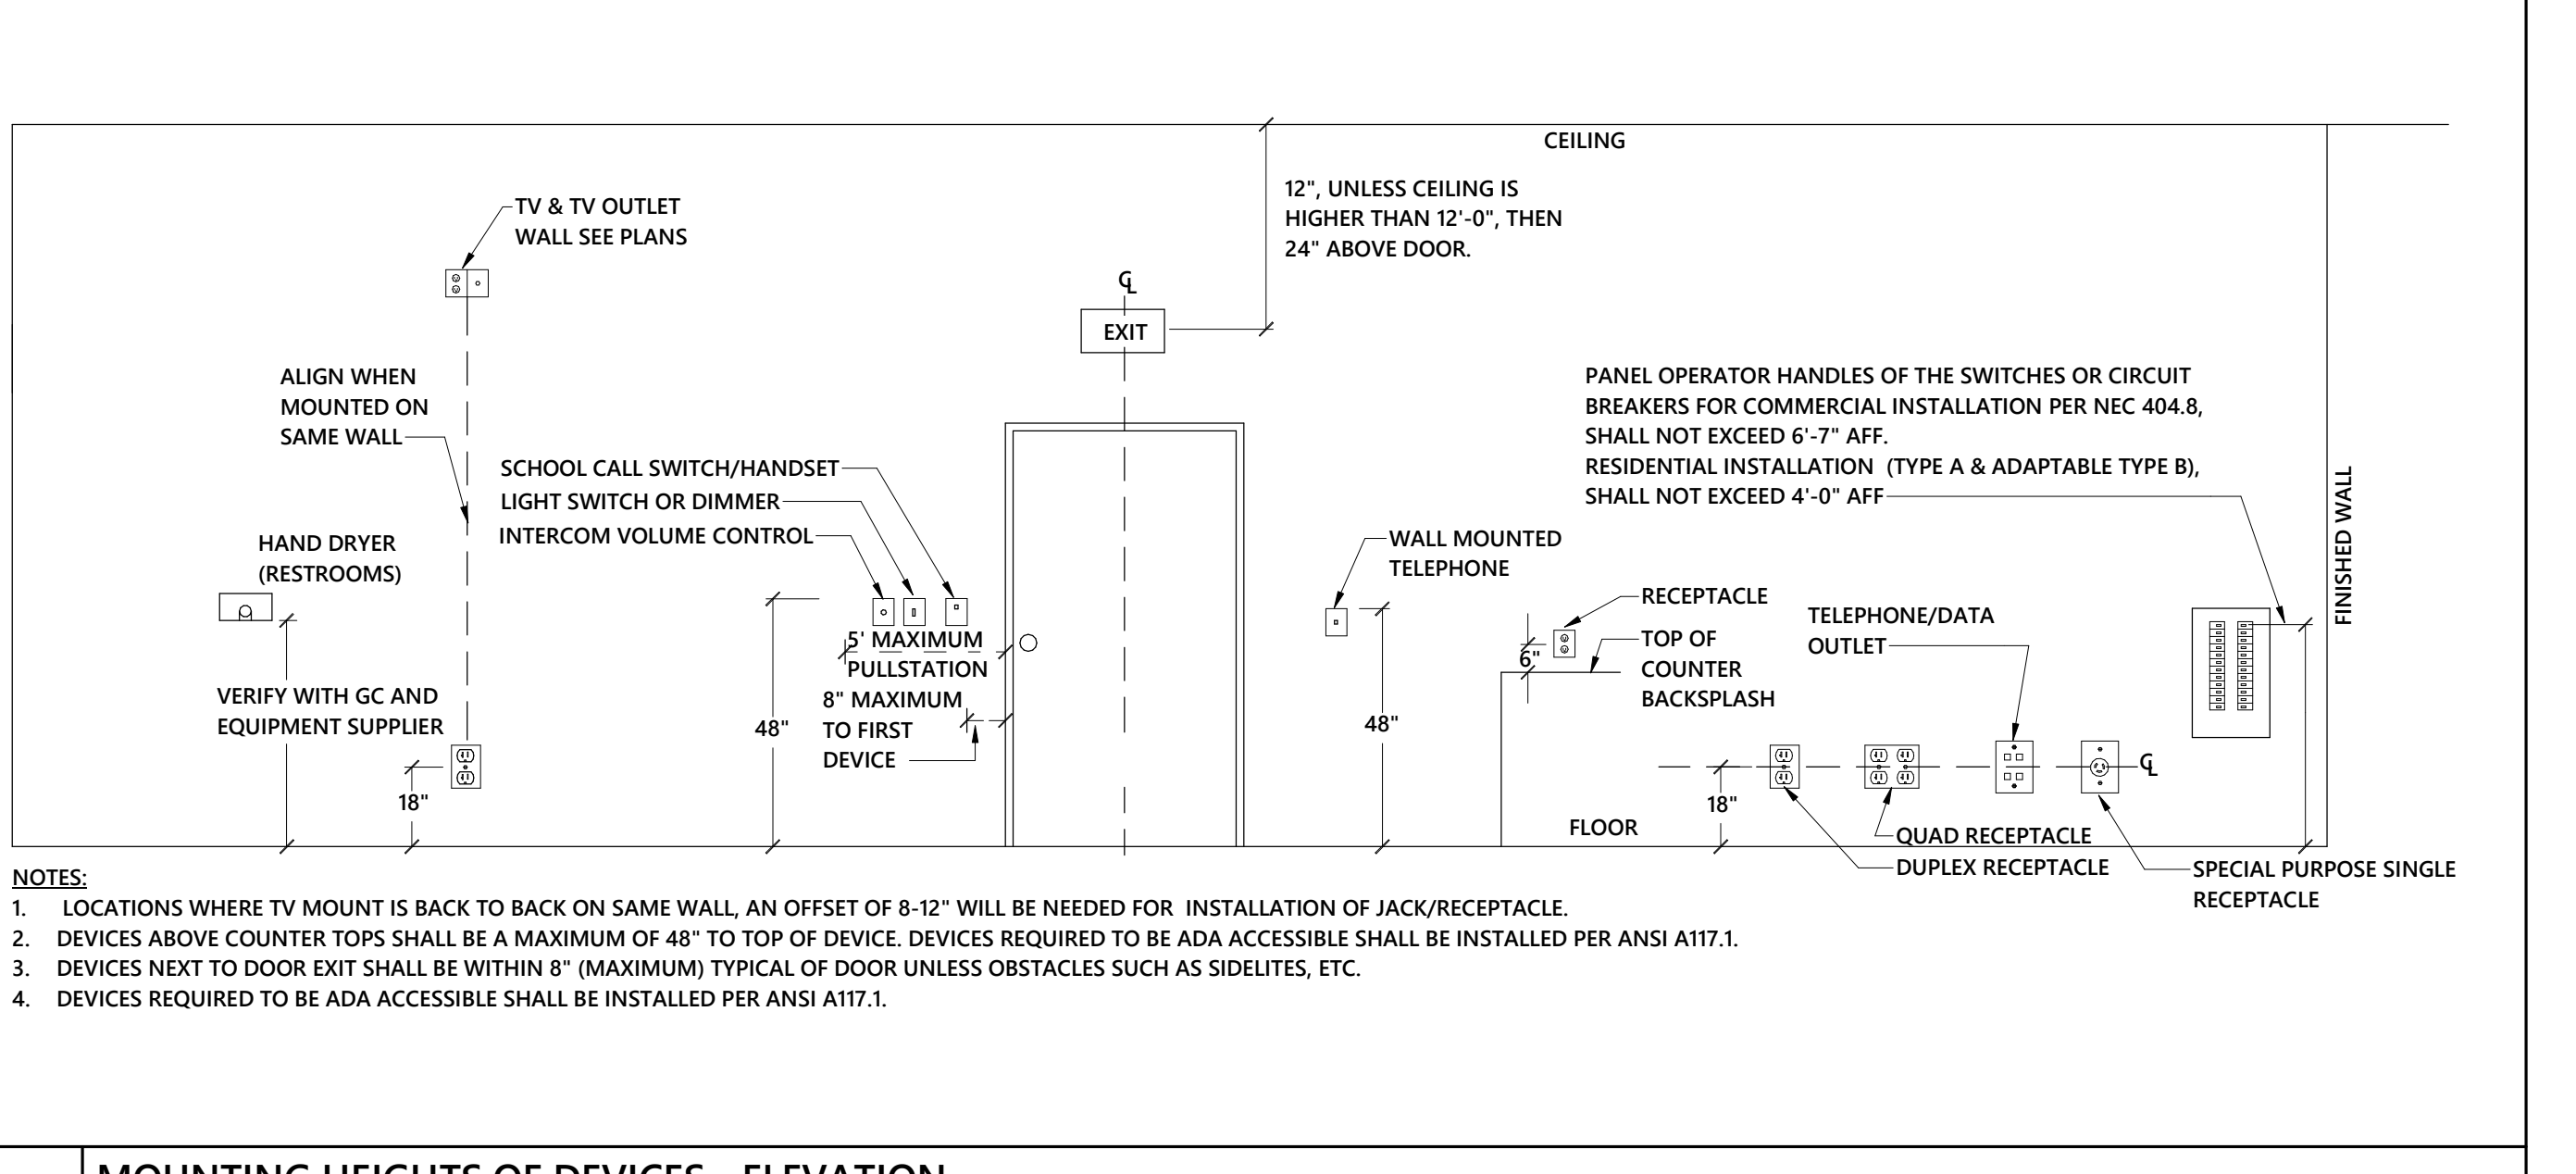 CEILING
12", UNLESS CEILING IS
HIGHER THAN 12'-0", THEN
24" ABOVE DOOR.
TV & TV OUTLET
WALL SEE PLANS
CL
EXIT
ALIGN WHEN
MOUNTED ON
SAME WALL
PANEL OPERATOR HANDLES OF THE SWITCHES OR CIRCUIT
BREAKERS FOR COMMERCIAL INSTALLATION PER NEC 404.8,
SHALL NOT EXCEED 6'-7" AFF.
RESIDENTIAL INSTALLATION (TYPE A & ADAPTABLE TYPE B),
SHALL NOT EXCEED 4'-0" AFF
SCHOOL CALL SWITCH/HANDSET
LIGHT SWITCH OR DIMMER
INTERCOM VOLUME CONTROL
FINISHED WALL
HAND DRYER
(RESTROOMS)
WALL MOUNTED
TELEPHONE
RECEPTACLE
TOP OF
COUNTER
BACKSPLASH
6"
TELEPHONE/DATA
OUTLET
5' MAXIMUM
PULLSTATION
8" MAXIMUM
TO FIRST
DEVICE
VERIFY WITH GC AND
EQUIPMENT SUPPLIER
48"
48"
18"
18"
CL
FLOOR
QUAD RECEPTACLE
DUPLEX RECEPTACLE
SPECIAL PURPOSE SINGLE
RECEPTACLE
NOTES:
1. LOCATIONS WHERE TV MOUNT IS BACK TO BACK ON SAME WALL, AN OFFSET OF 8-12" WILL BE NEEDED FOR INSTALLATION OF JACK/RECEPTACLE.
2. DEVICES ABOVE COUNTER TOPS SHALL BE A MAXIMUM OF 48" TO TOP OF DEVICE. DEVICES REQUIRED TO BE ADA ACCESSIBLE SHALL BE INSTALLED PER ANSI A117.1.
3. DEVICES NEXT TO DOOR EXIT SHALL BE WITHIN 8" (MAXIMUM) TYPICAL OF DOOR UNLESS OBSTACLES SUCH AS SIDELITES, ETC.
4. DEVICES REQUIRED TO BE ADA ACCESSIBLE SHALL BE INSTALLED PER ANSI A117.1.
MOUNTING HEIGHTS OF DEVICES - ELEVATION